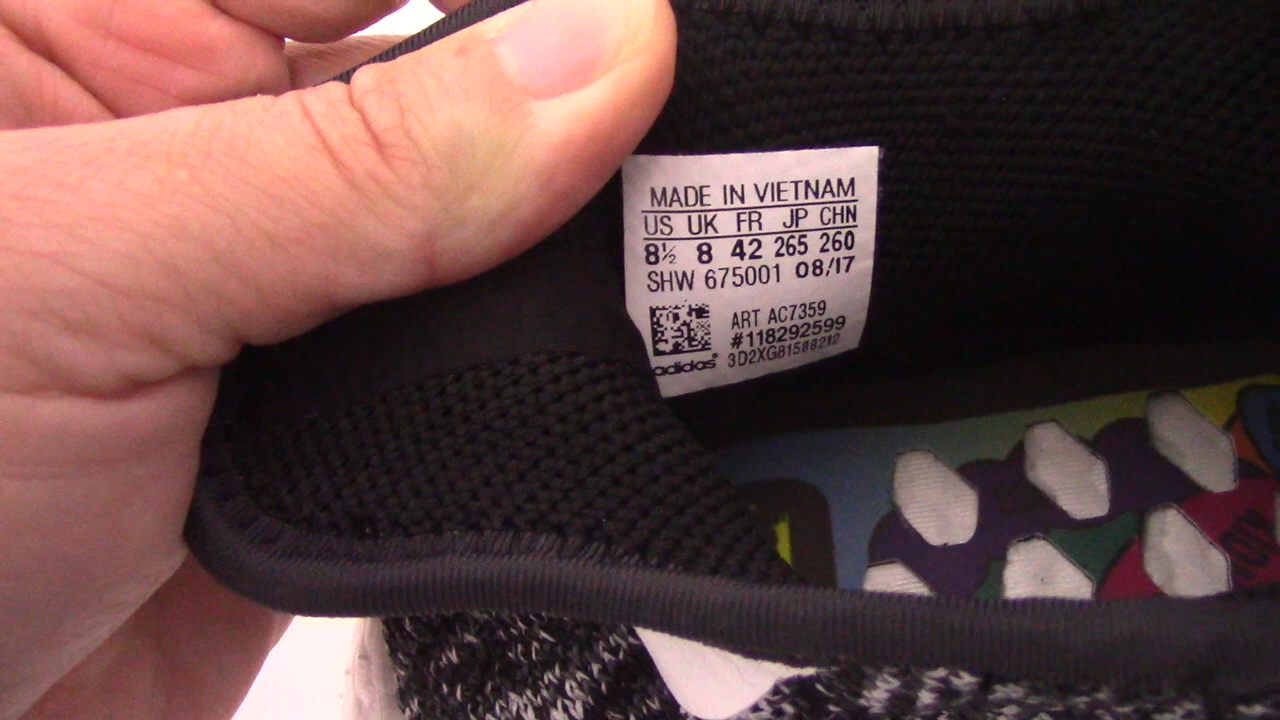 MADE IN VIETNAM
US UK FR JP CHN
8½ 8 42 265 260
SHW 675001 08/17
ART AC7359
#118292599
adidas